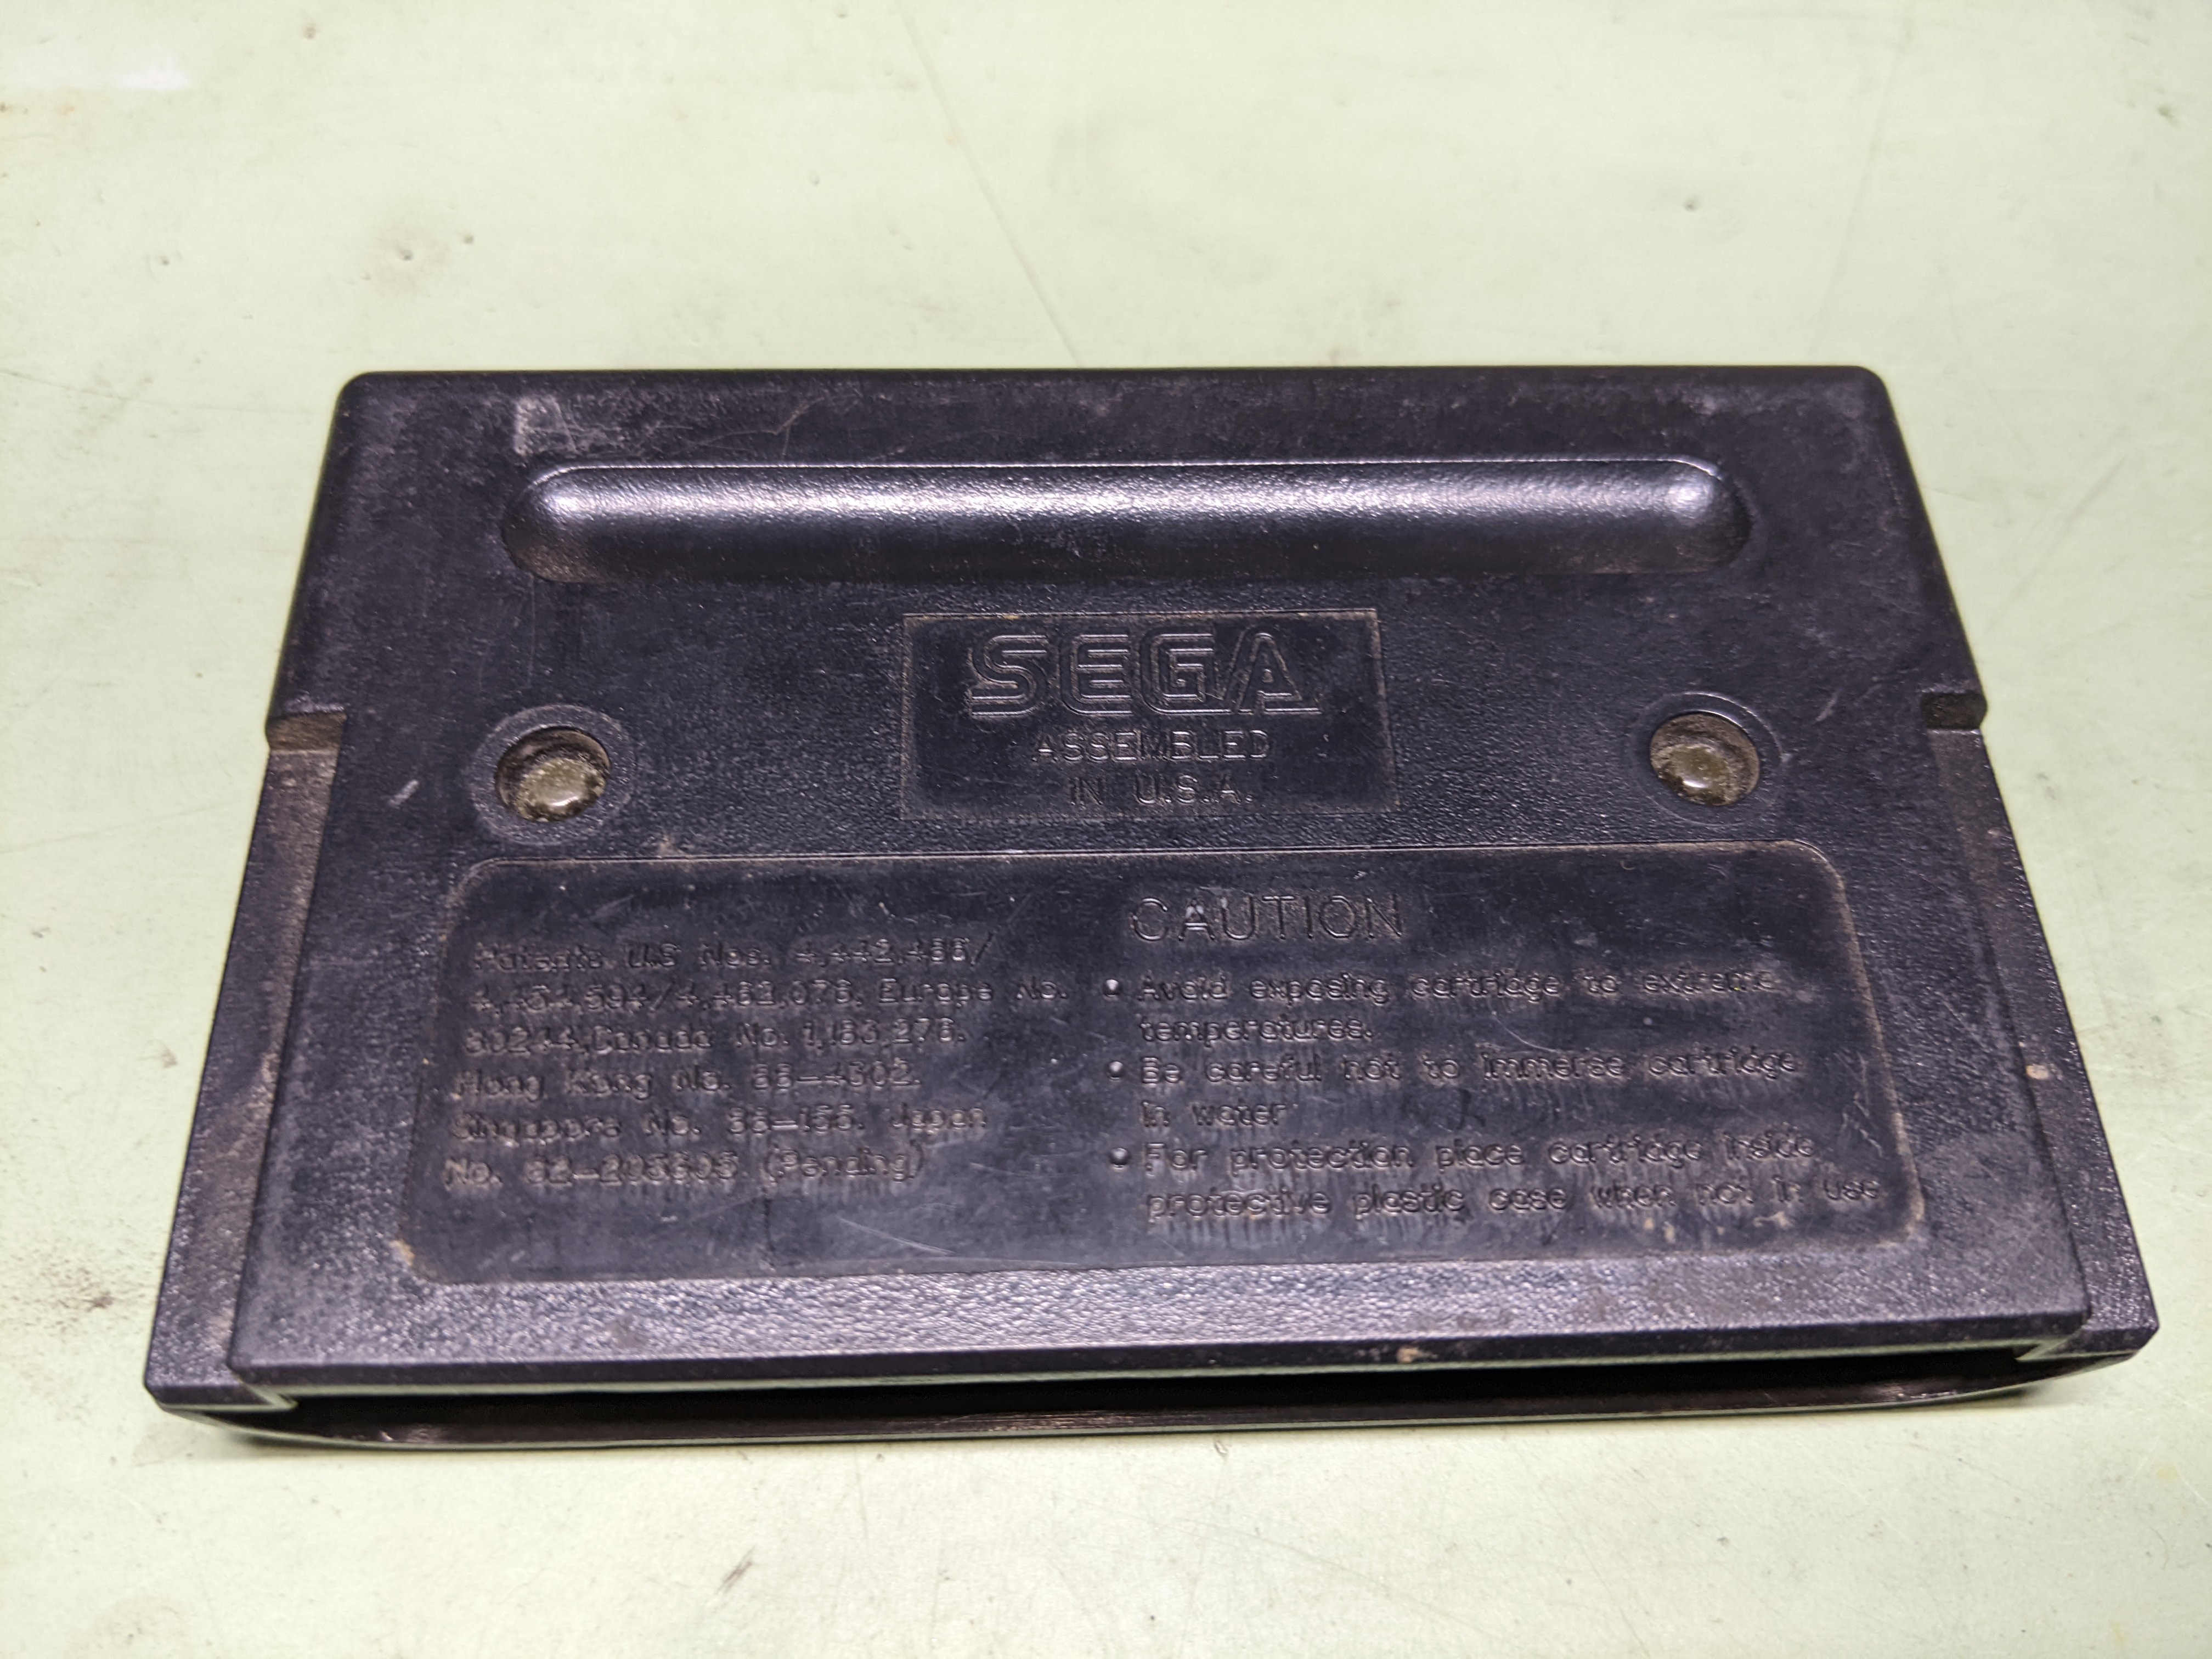 SEGA
ASSEMBLED
IN U.S.A.
Patents U.S Nos. 4,442,486/
4,454,594/4,462,076. Europe No.
80244. Canada No. 1,183,276.
Hong Kong No. 88-4302.
Singapore No. 88-155. Japan
No. 82-205605 (Pending)
CAUTION
• Avoid exposing cartridge to extreme
temperatures.
• Be careful not to immerse cartridge
in water
• For protection place cartridge inside
protective plastic case when not in use